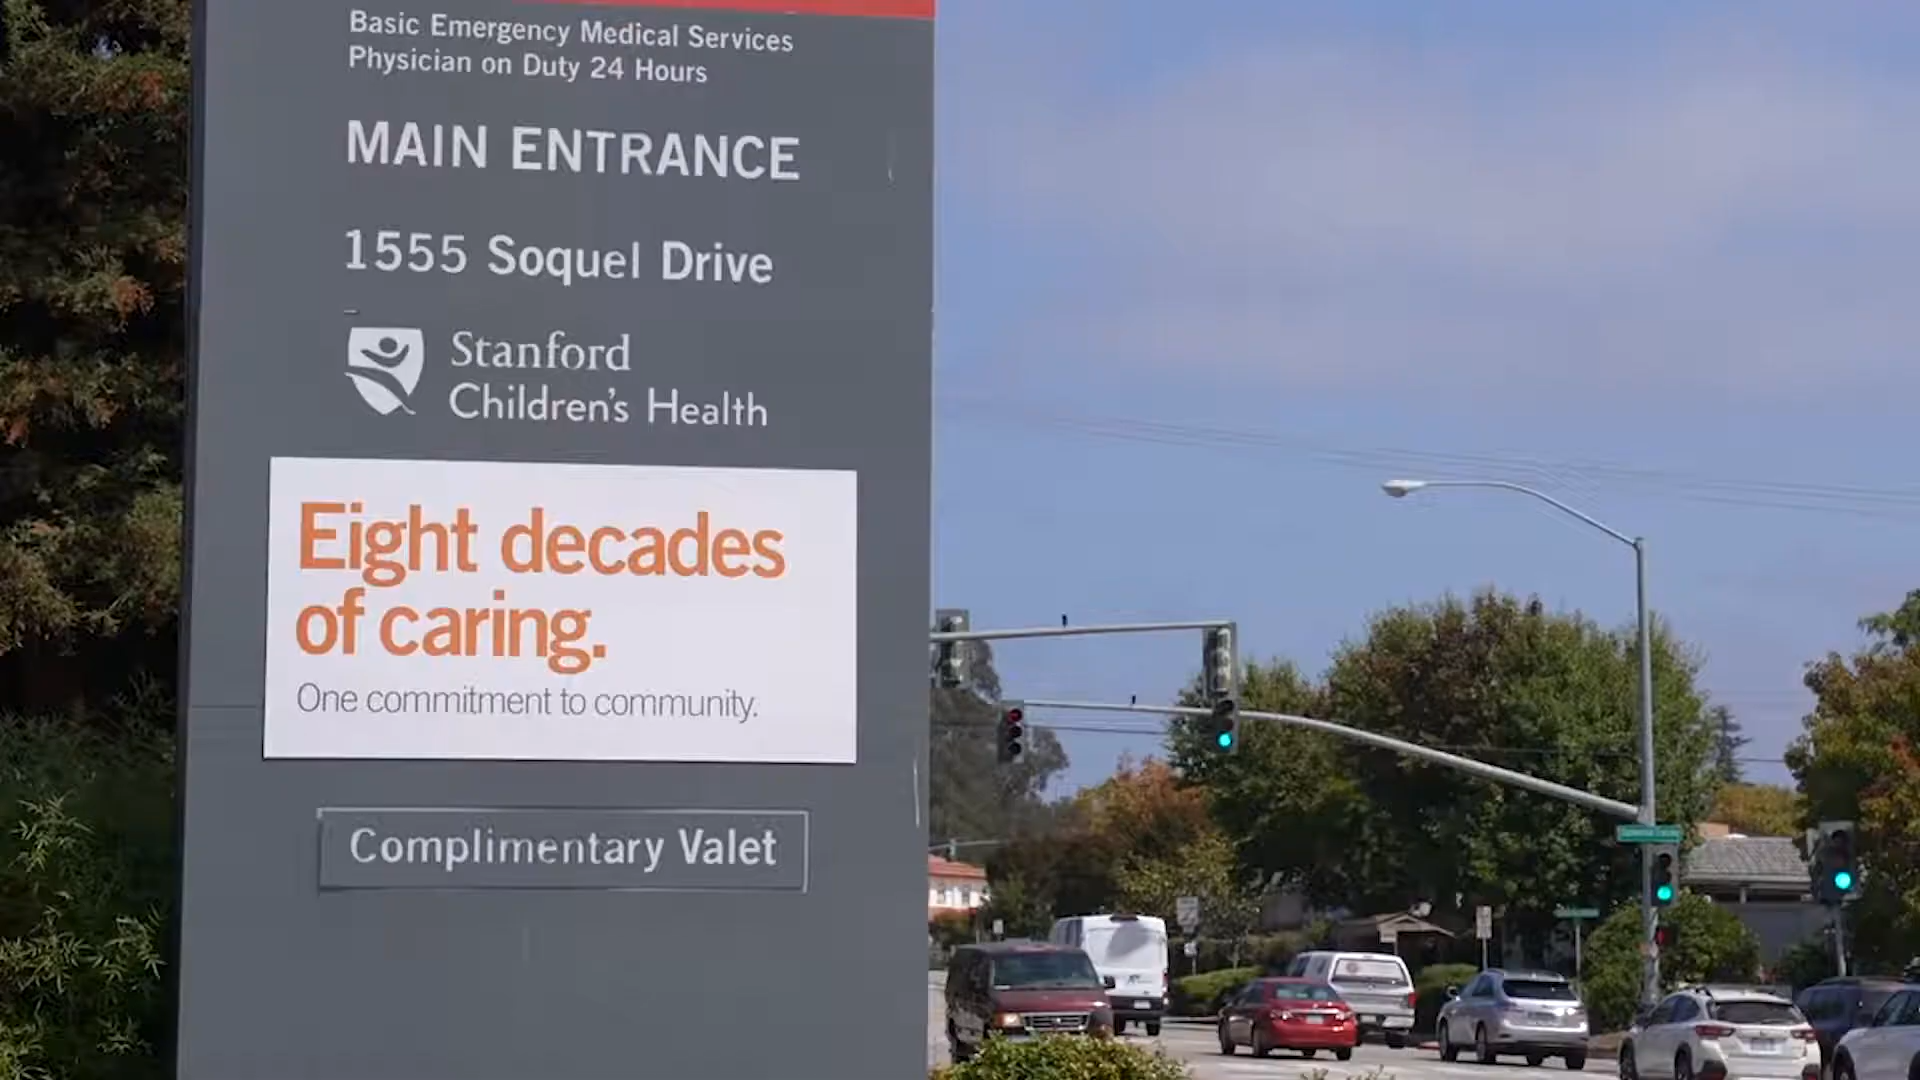 Basic Emergency Medical Services
Physician on Duty 24 Hours
MAIN ENTRANCE
1555 Soquel Drive
Stanford
Children's Health
Eight decades
of caring.
One commitment to community.
Complimentary Valet